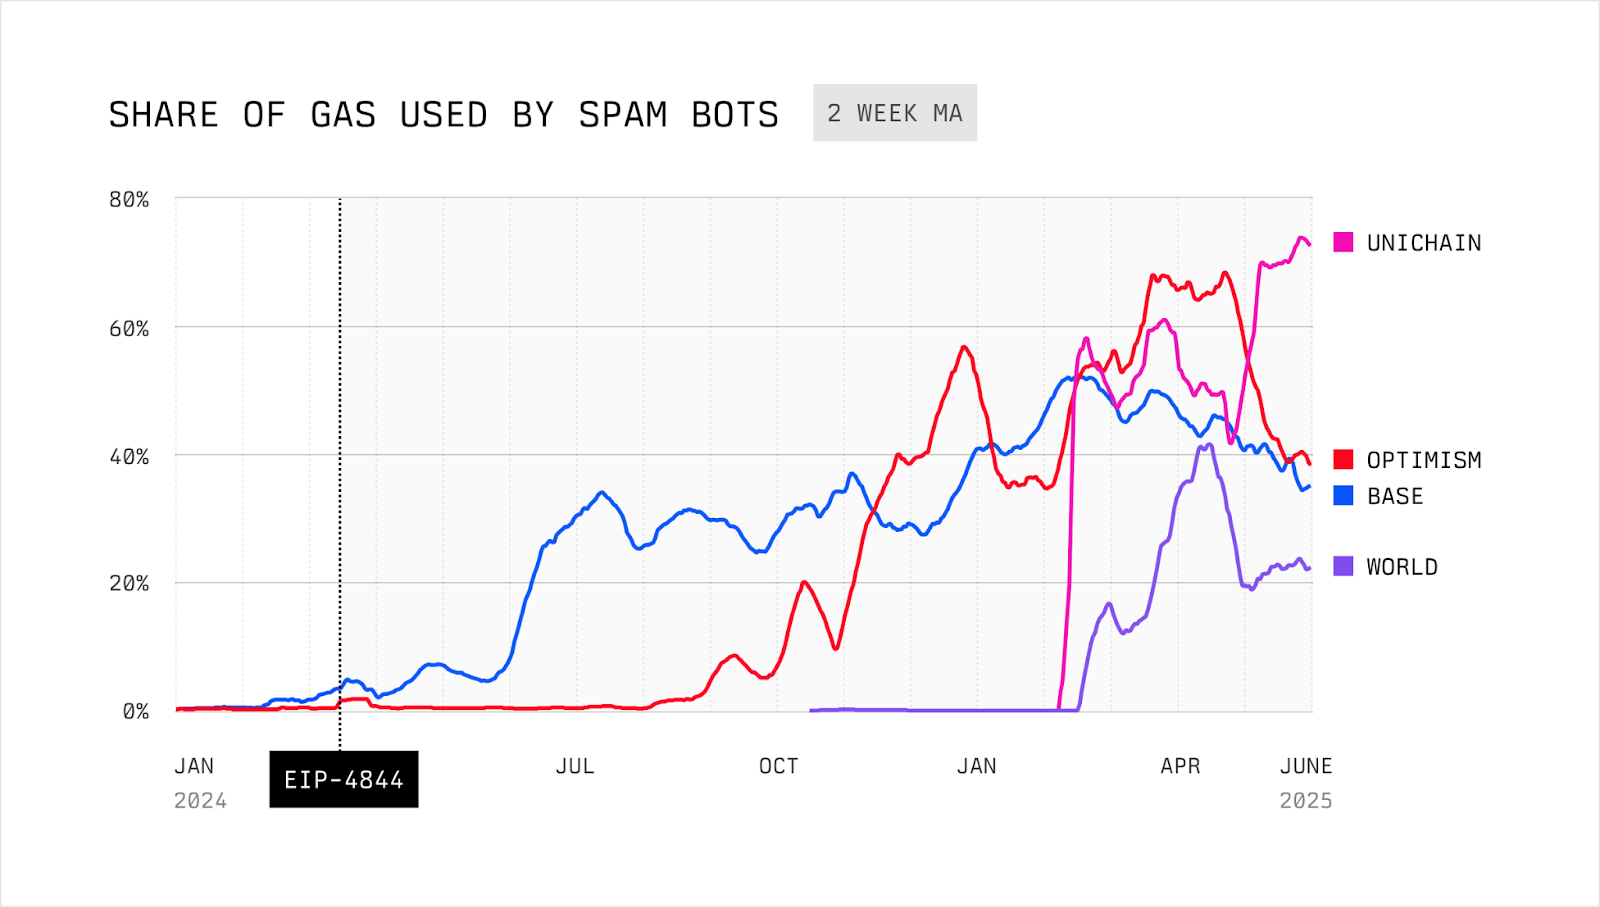 SHARE OF GAS USED BY SPAM BOTS 2 WEEK MA
80%
60%
40%
20%
0%
UNICHAIN
OPTIMISM
BASE
WORLD
JAN JUL OCT JAN APR JUNE
EIP-4844
2024 2025